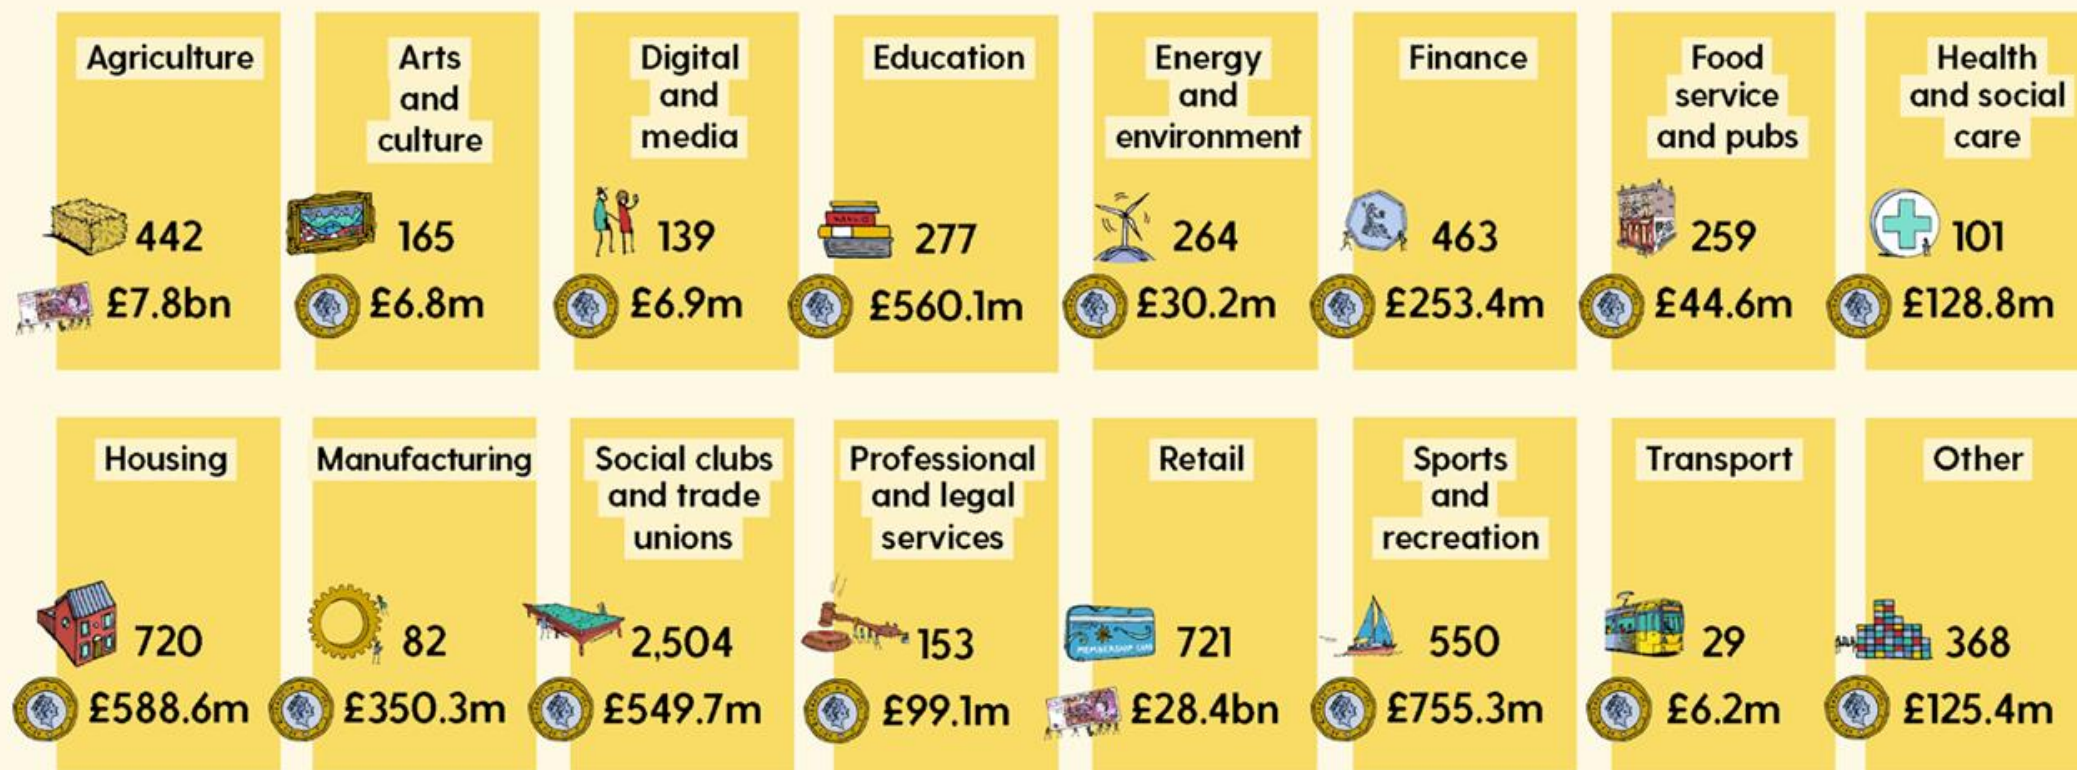 Agriculture
442
£7.8bn
Arts
and
culture
165
£6.8m
Digital
and
media
139
£6.9m
Education
277
£560.1m
Energy
and
environment
264
£30.2m
Finance
463
£253.4m
Food
service
and pubs
259
£44.6m
Health
and social
care
101
£128.8m
Housing
720
£588.6m
Manufacturing
82
£350.3m
Social clubs
and trade
unions
2,504
£549.7m
Professional
and legal
services
153
£99.1m
Retail
MEMBERSHIP CARD
721
£28.4bn
Sports
and
recreation
550
£755.3m
Transport
29
£6.2m
Other
368
£125.4m